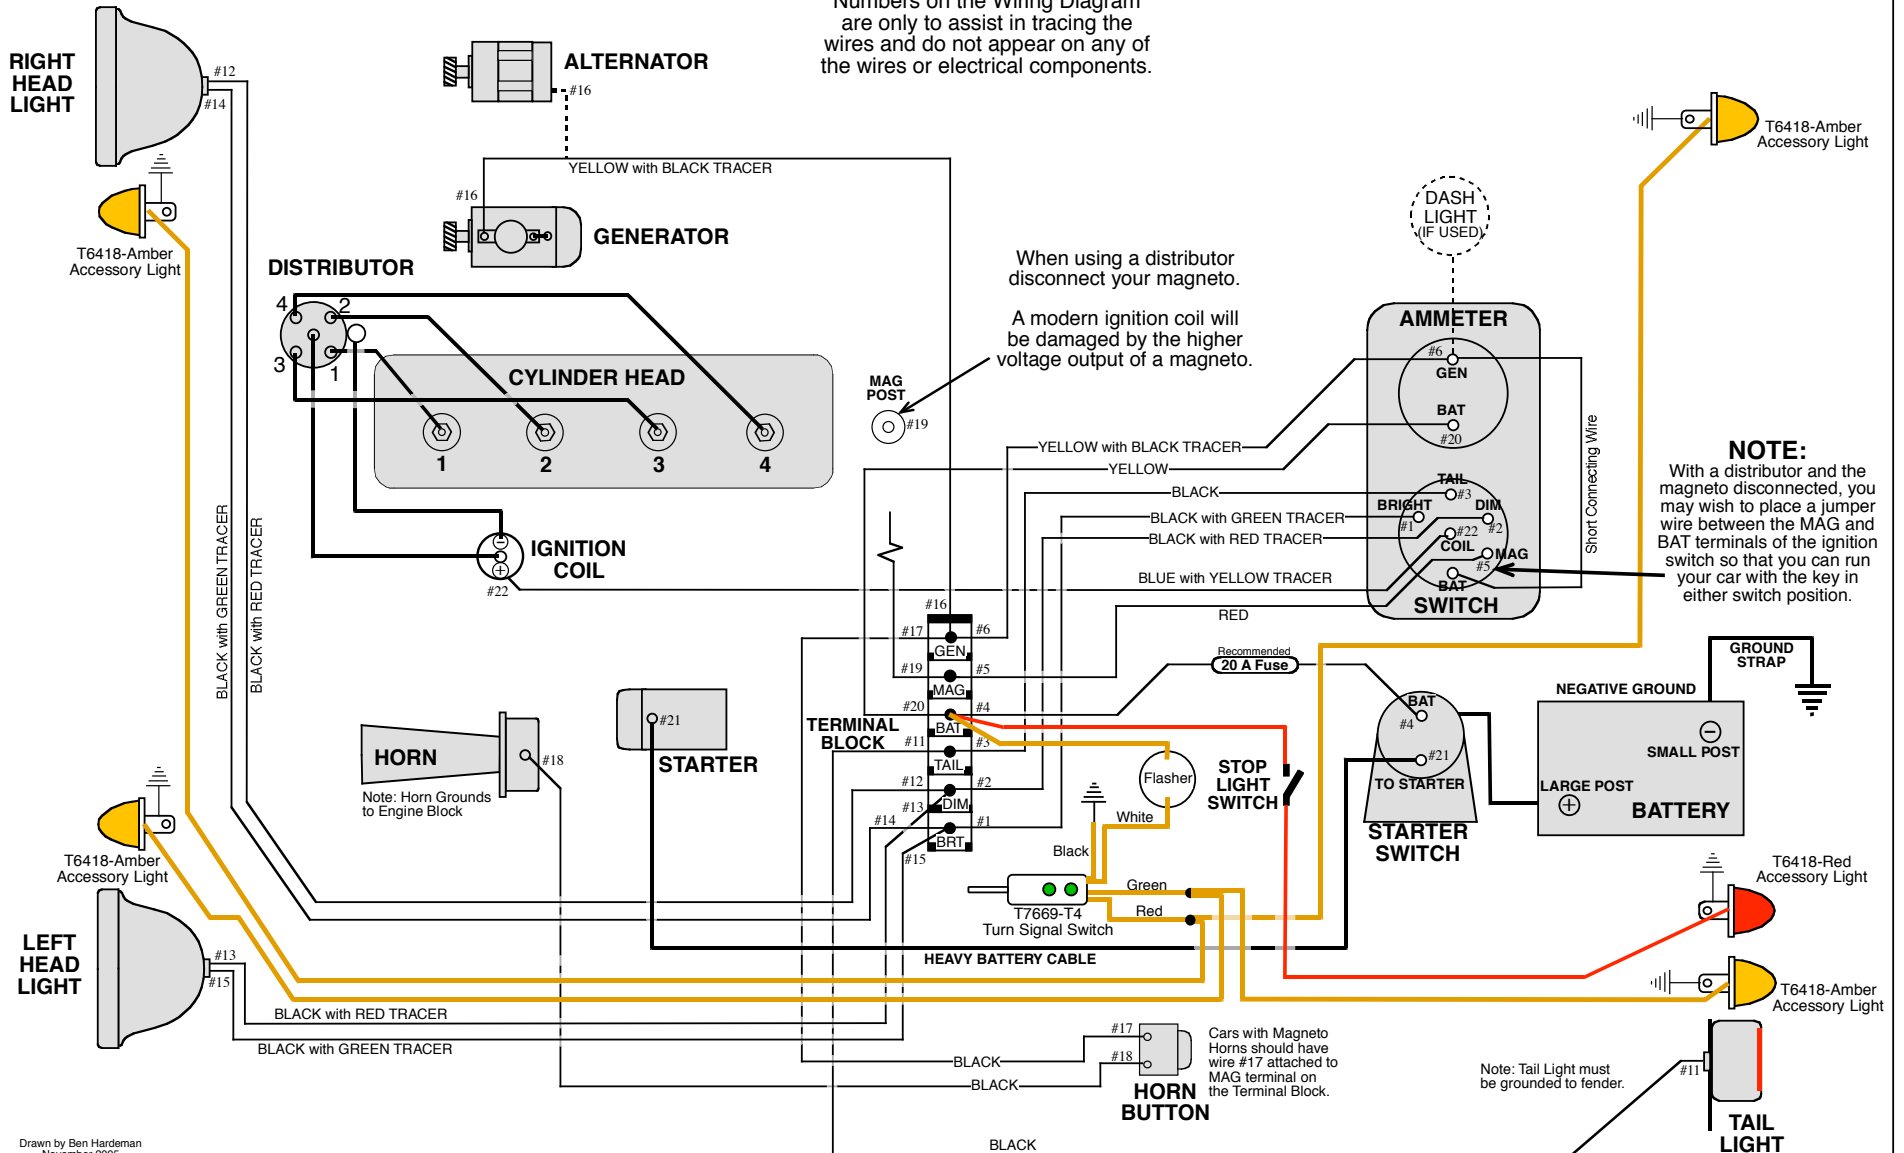 Numbers on the Wiring Diagram
are only to assist in tracing the
wires and do not appear on any of
the wires or electrical components.
RIGHT
HEAD
LIGHT
#12
#14
ALTERNATOR
#16
YELLOW with BLACK TRACER
#16
GENERATOR
T6418-Amber
Accessory Light
T6418-Amber
Accessory Light
DASH
LIGHT
(IF USED)
DISTRIBUTOR
4
2
3
1
CYLINDER HEAD
1
2
3
4
When using a distributor
disconnect your magneto.
A modern ignition coil will
be damaged by the higher
voltage output of a magneto.
MAG
POST
#19
AMMETER
#6
GEN
BAT
#20
YELLOW with BLACK TRACER
YELLOW
BLACK
BLACK with GREEN TRACER
BLACK with RED TRACER
BLUE with YELLOW TRACER
RED
TAIL
#3
BRIGHT
#1
DIM
#2
#22
COIL
MAG
#5
BAT
SWITCH
Short Connecting Wire
NOTE:
With a distributor and the
magneto disconnected, you
may wish to place a jumper
wire between the MAG and
BAT terminals of the ignition
switch so that you can run
your car with the key in
either switch position.
BLACK with GREEN TRACER
BLACK with RED TRACER
IGNITION
COIL
#22
#16
#17
#6
GEN
#19
#5
MAG
#20
#4
BAT
TERMINAL
BLOCK
#11
#3
TAIL
#12
#2
#13
DIM
#14
#1
BRT
#15
Recommended
20 A Fuse
GROUND
STRAP
NEGATIVE GROUND
SMALL POST
LARGE POST
BATTERY
BAT
#4
#21
TO STARTER
STARTER
SWITCH
HORN
#18
Note: Horn Grounds
to Engine Block
#21
STARTER
Flasher
STOP
LIGHT
SWITCH
White
Black
Green
Red
T7669-T4
Turn Signal Switch
HEAVY BATTERY CABLE
T6418-Amber
Accessory Light
LEFT
HEAD
LIGHT
#13
#15
BLACK with RED TRACER
BLACK with GREEN TRACER
T6418-Red
Accessory Light
T6418-Amber
Accessory Light
BLACK
BLACK
#17
#18
HORN
BUTTON
Cars with Magneto
Horns should have
wire #17 attached to
MAG terminal on
the Terminal Block.
Note: Tail Light must
be grounded to fender.
#11
TAIL
LIGHT
BLACK
Drawn by Ben Hardeman
November 2005